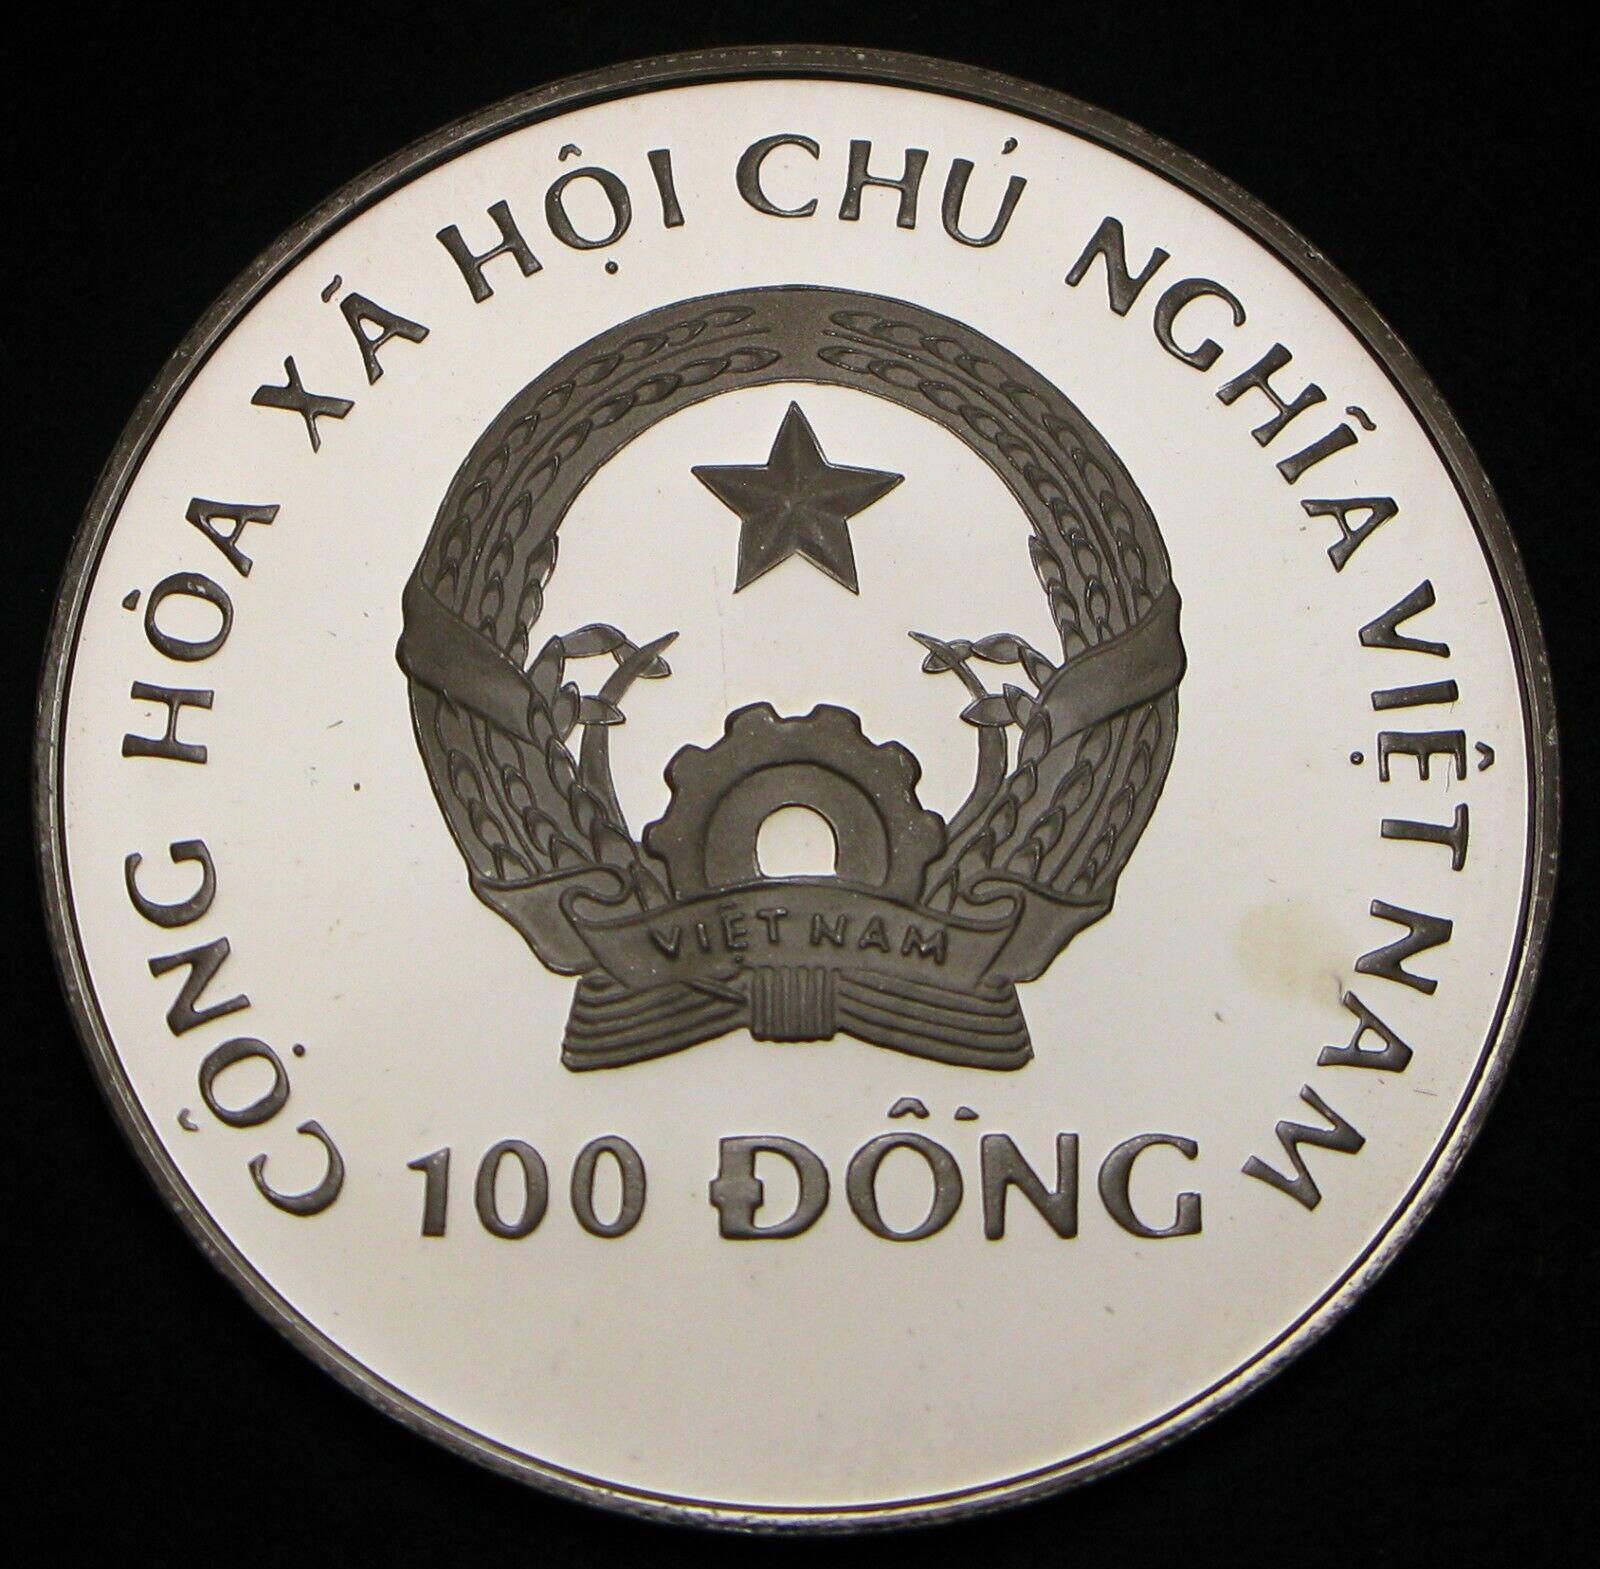 CỘNG HÒA XÃ HỘI CHỦ NGHĨA VIỆT NAM
VIỆT NAM
100 ĐỒNG